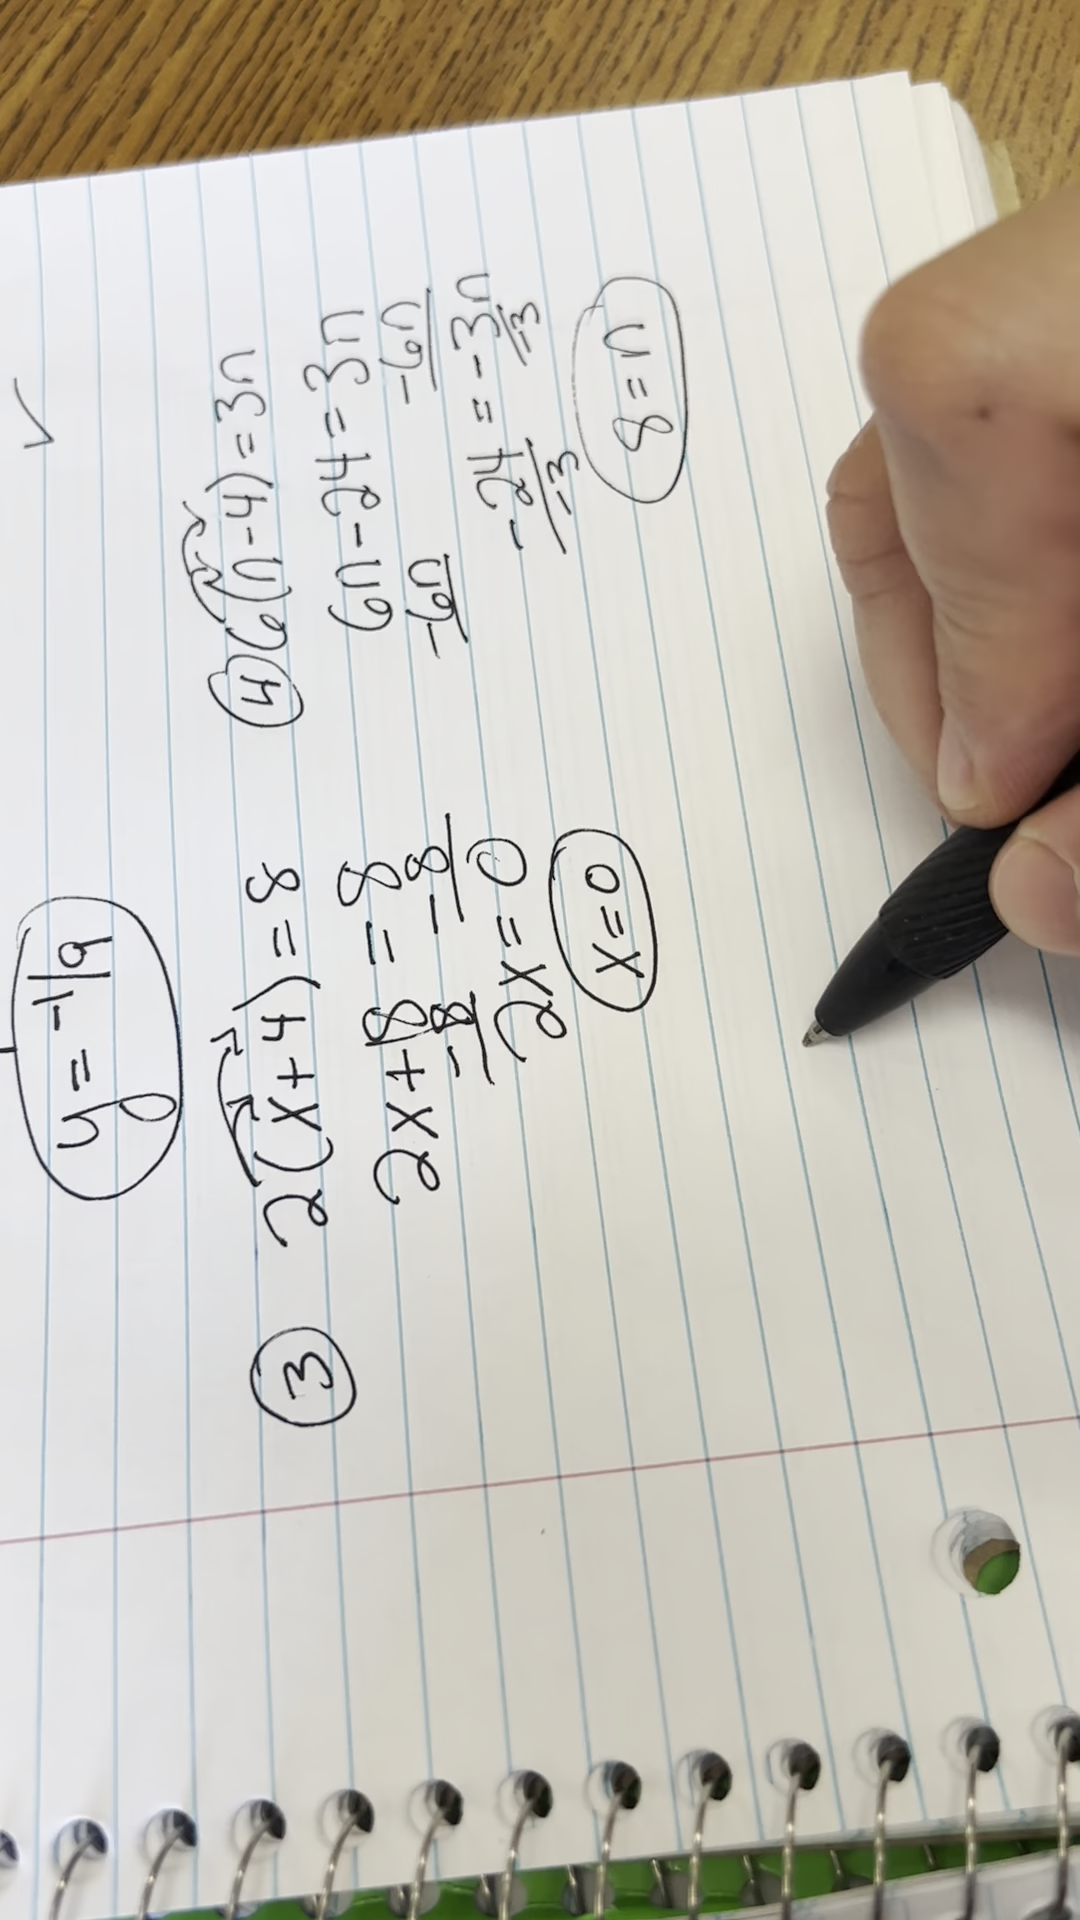 y = -1/9
③ 2(x+4) = 8
2x+8 = 8
-8 -8
2x = 0
x=0
④ 6(n-4) = 3n
6n-24 = 3n
-6n -6n
-24 = -3n
-3 -3
8 = n